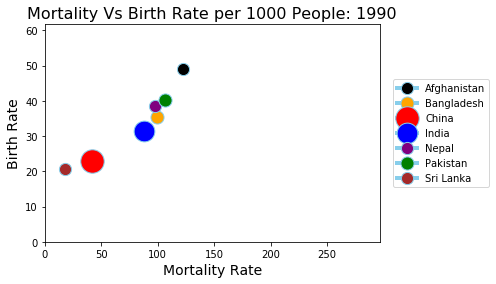 Mortality Vs Birth Rate per 1000 People: 1990
60
50
40
30
20
10
0
Birth Rate
0 50 100 150 200 250
Mortality Rate
Afghanistan
Bangladesh
China
India
Nepal
Pakistan
Sri Lanka